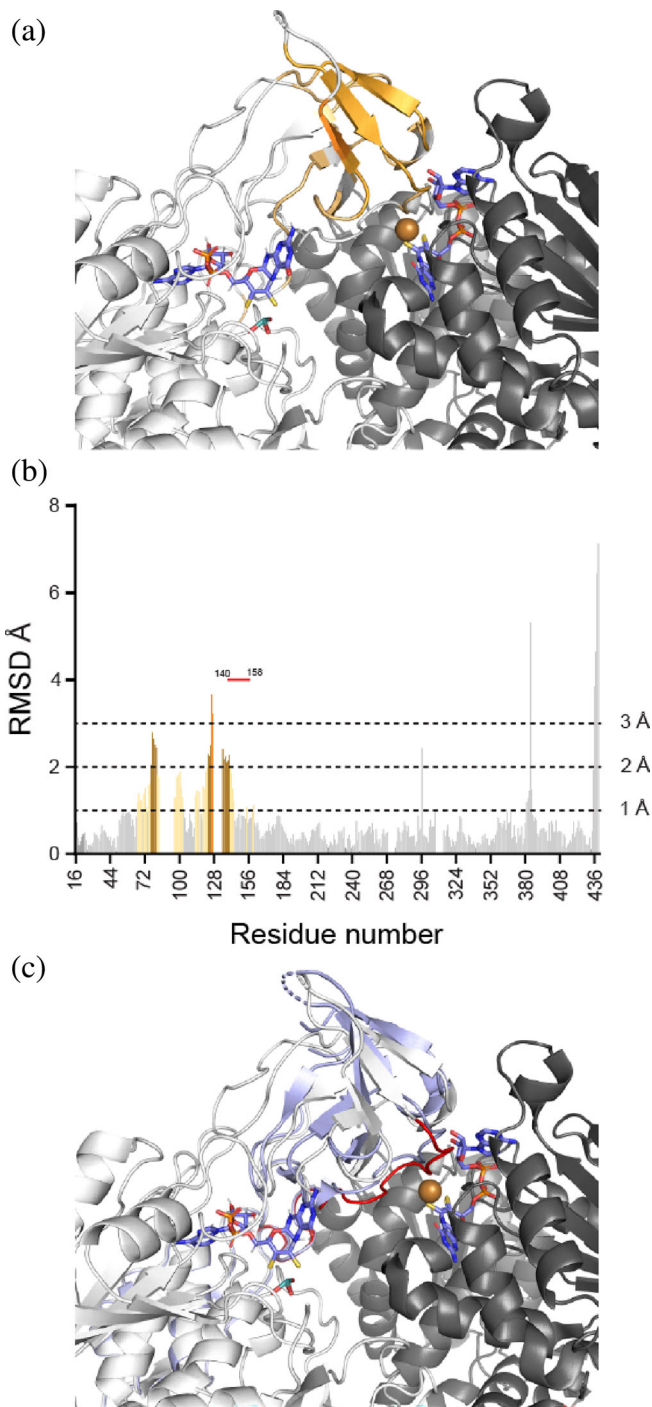 (a)
(b)
8
6
4
2
0
RMSD Å
140 158
3 Å
2 Å
1 Å
16 44 72 100 128 156 184 212 240 268 296 324 352 380 408 436
Residue number
(c)